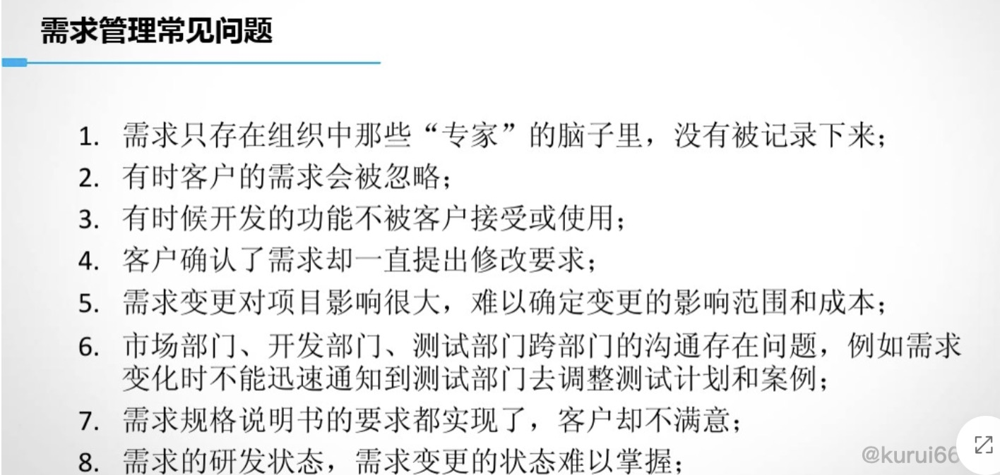 需求管理常见问题
1. 需求只存在组织中那些“专家”的脑子里，没有被记录下来；
2. 有时客户的需求会被忽略；
3. 有时候开发的功能不被客户接受或使用；
4. 客户确认了需求却一直提出修改要求；
5. 需求变更对项目影响很大，难以确定变更的影响范围和成本；
6. 市场部门、开发部门、测试部门跨部门的沟通存在问题，例如需求
变化时不能迅速通知到测试部门去调整测试计划和案例；
7. 需求规格说明书的要求都实现了，客户却不满意；
8. 需求的研发状态，需求变更的状态难以掌握；
@kurui66